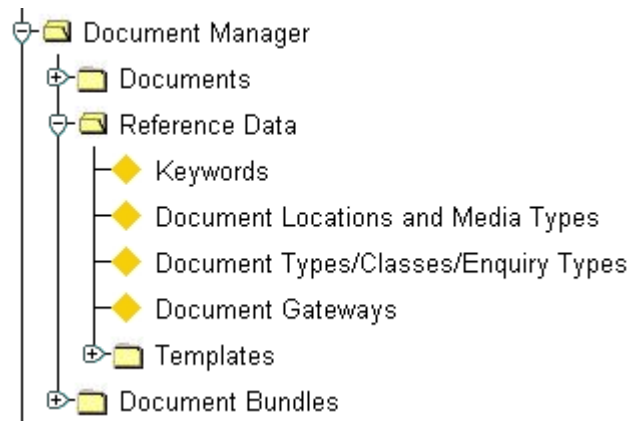 Document Manager
Documents
Reference Data
Keywords
Document Locations and Media Types
Document Types/Classes/Enquiry Types
Document Gateways
Templates
Document Bundles